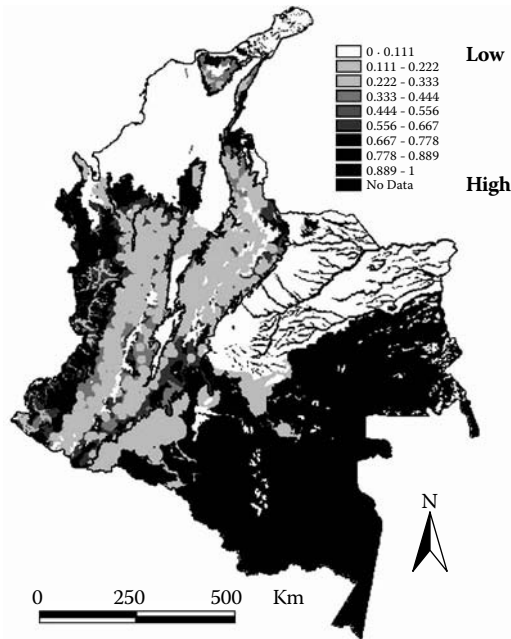 0 - 0.111 Low
0.111 - 0.222
0.222 - 0.333
0.333 - 0.444
0.444 - 0.556
0.556 - 0.667
0.667 - 0.778
0.778 - 0.889
0.889 - 1
No Data High
N
0 250 500 Km